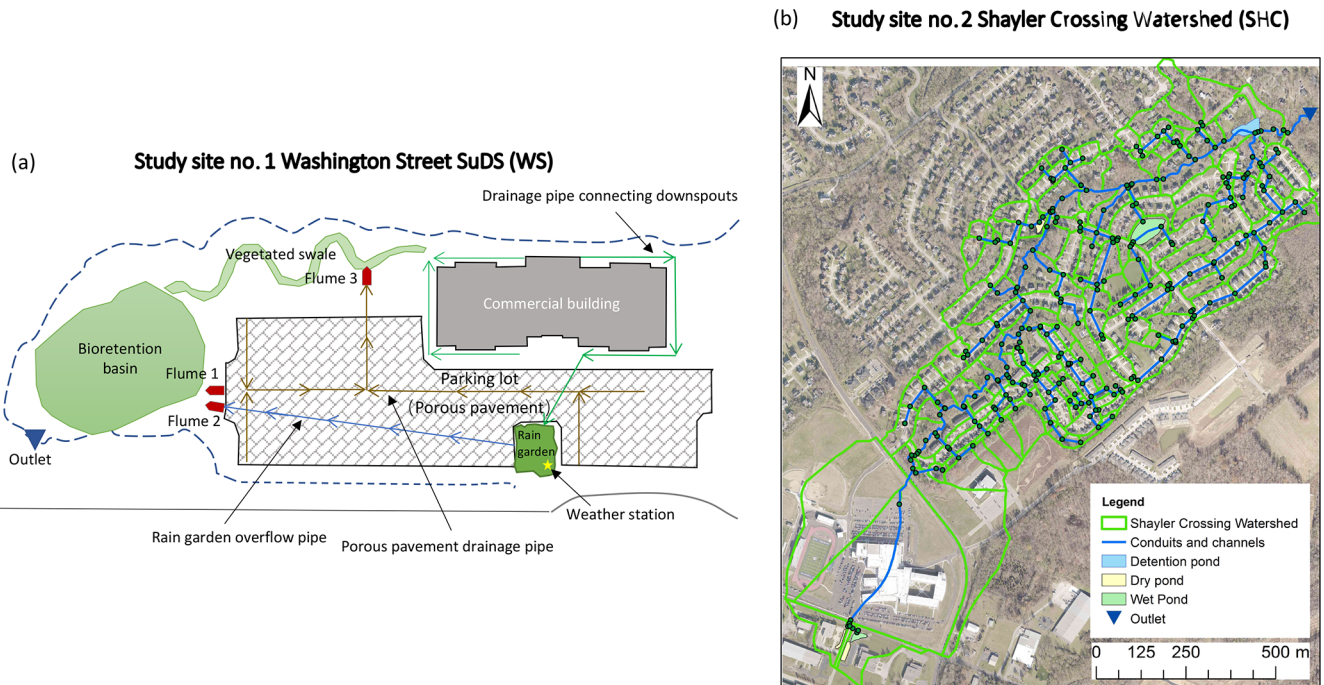 (a)
Study site no. 1 Washington Street SuDS (WS)
Drainage pipe connecting downspouts
Vegetated swale
Flume 3
Commercial building
Bioretention
basin
Flume 1
Parking lot
(Porous pavement)
Flume 2
Rain
garden
Outlet
Weather station
Rain garden overflow pipe
Porous pavement drainage pipe
(b)
Study site no. 2 Shayler Crossing Watershed (SHC)
N
Legend
Shayler Crossing Watershed
Conduits and channels
Detention pond
Dry pond
Wet Pond
Outlet
0 125 250 500 m